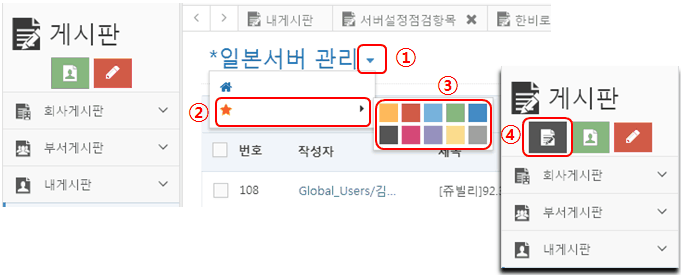 게시판
회사게시판
부서게시판
내게시판
내게시판
서버설정점검항목
한비로
*일본서버 관리
①
②
③
번호
작성자
제목
108
Global_Users/김...
[쥬빌리]92.
게시판
④
회사게시판
부서게시판
내게시판